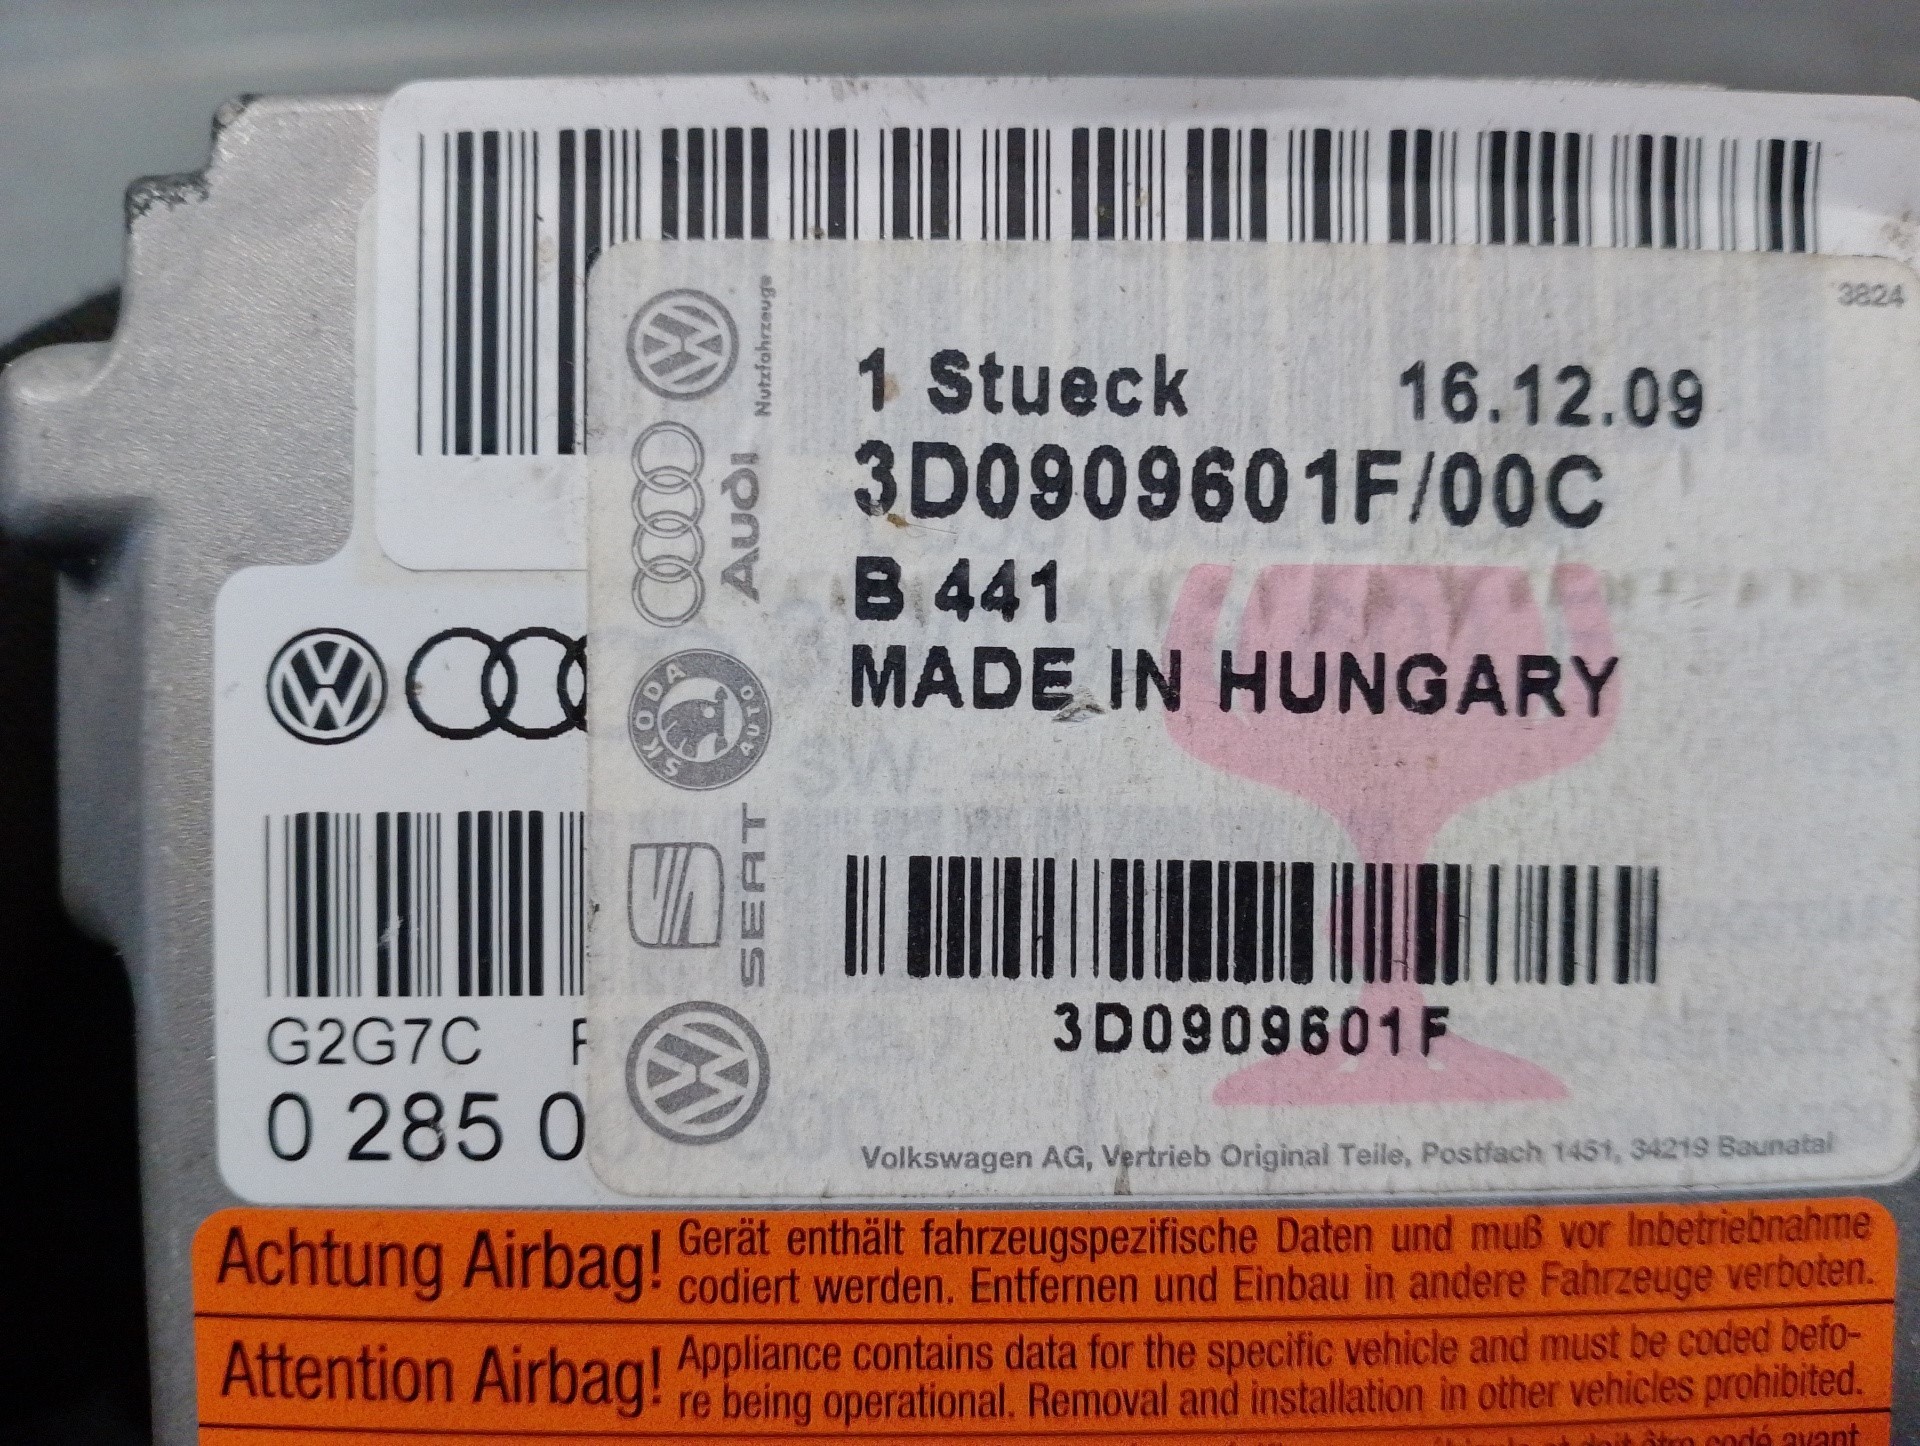 3824
Nutzfahrzeuge
1 Stueck 16.12.09
3D0909601F/00C
Audi
B 441
MADE IN HUNGARY
SKODA AUTO
SEAT
3D0909601F
G2G7C
0 285 0
Volkswagen AG, Vertrieb Original Teile, Postfach 1451, 34219 Baunatal
Achtung Airbag! Gerät enthält fahrzeugspezifische Daten und muß vor Inbetriebnahme
codiert werden. Entfernen und Einbau in andere Fahrzeuge verboten.
Attention Airbag! Appliance contains data for the specific vehicle and must be coded befo-
re being operational. Removal and installation in other vehicles prohibited.